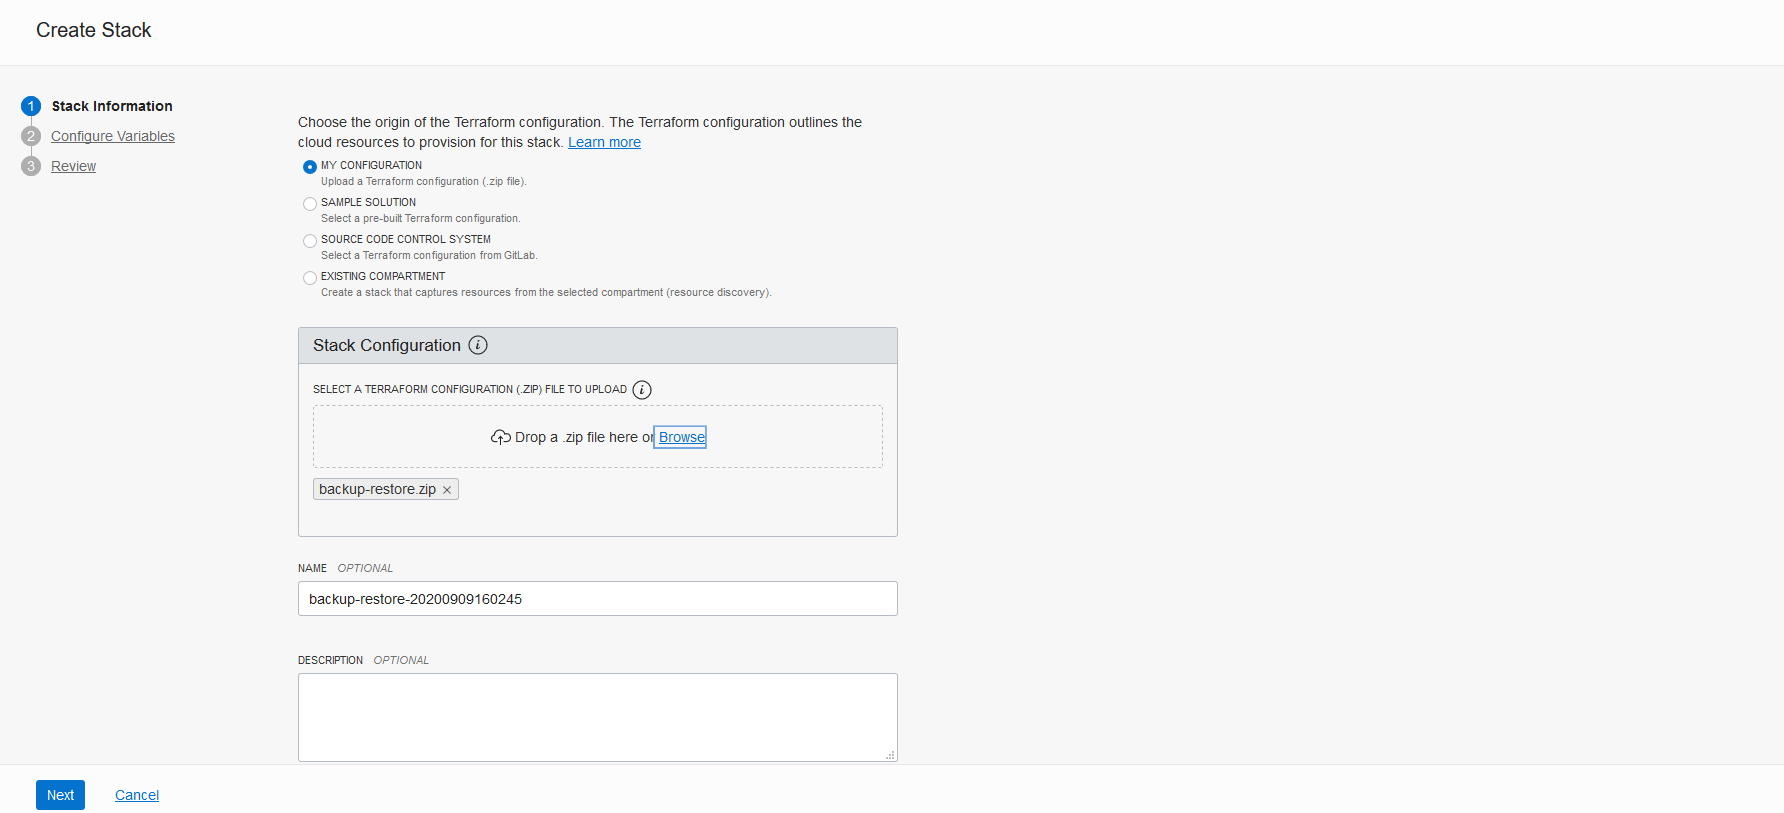 Create Stack
1 Stack Information
2 Configure Variables
3 Review
Choose the origin of the Terraform configuration. The Terraform configuration outlines the
cloud resources to provision for this stack. Learn more
MY CONFIGURATION
Upload a Terraform configuration (.zip file).
SAMPLE SOLUTION
Select a pre-built Terraform configuration.
SOURCE CODE CONTROL SYSTEM
Select a Terraform configuration from GitLab.
EXISTING COMPARTMENT
Create a stack that captures resources from the selected compartment (resource discovery).
Stack Configuration i
SELECT A TERRAFORM CONFIGURATION (.ZIP) FILE TO UPLOAD i
Drop a .zip file here or Browse
backup-restore.zip ×
NAME OPTIONAL
backup-restore-20200909160245
DESCRIPTION OPTIONAL
Next Cancel